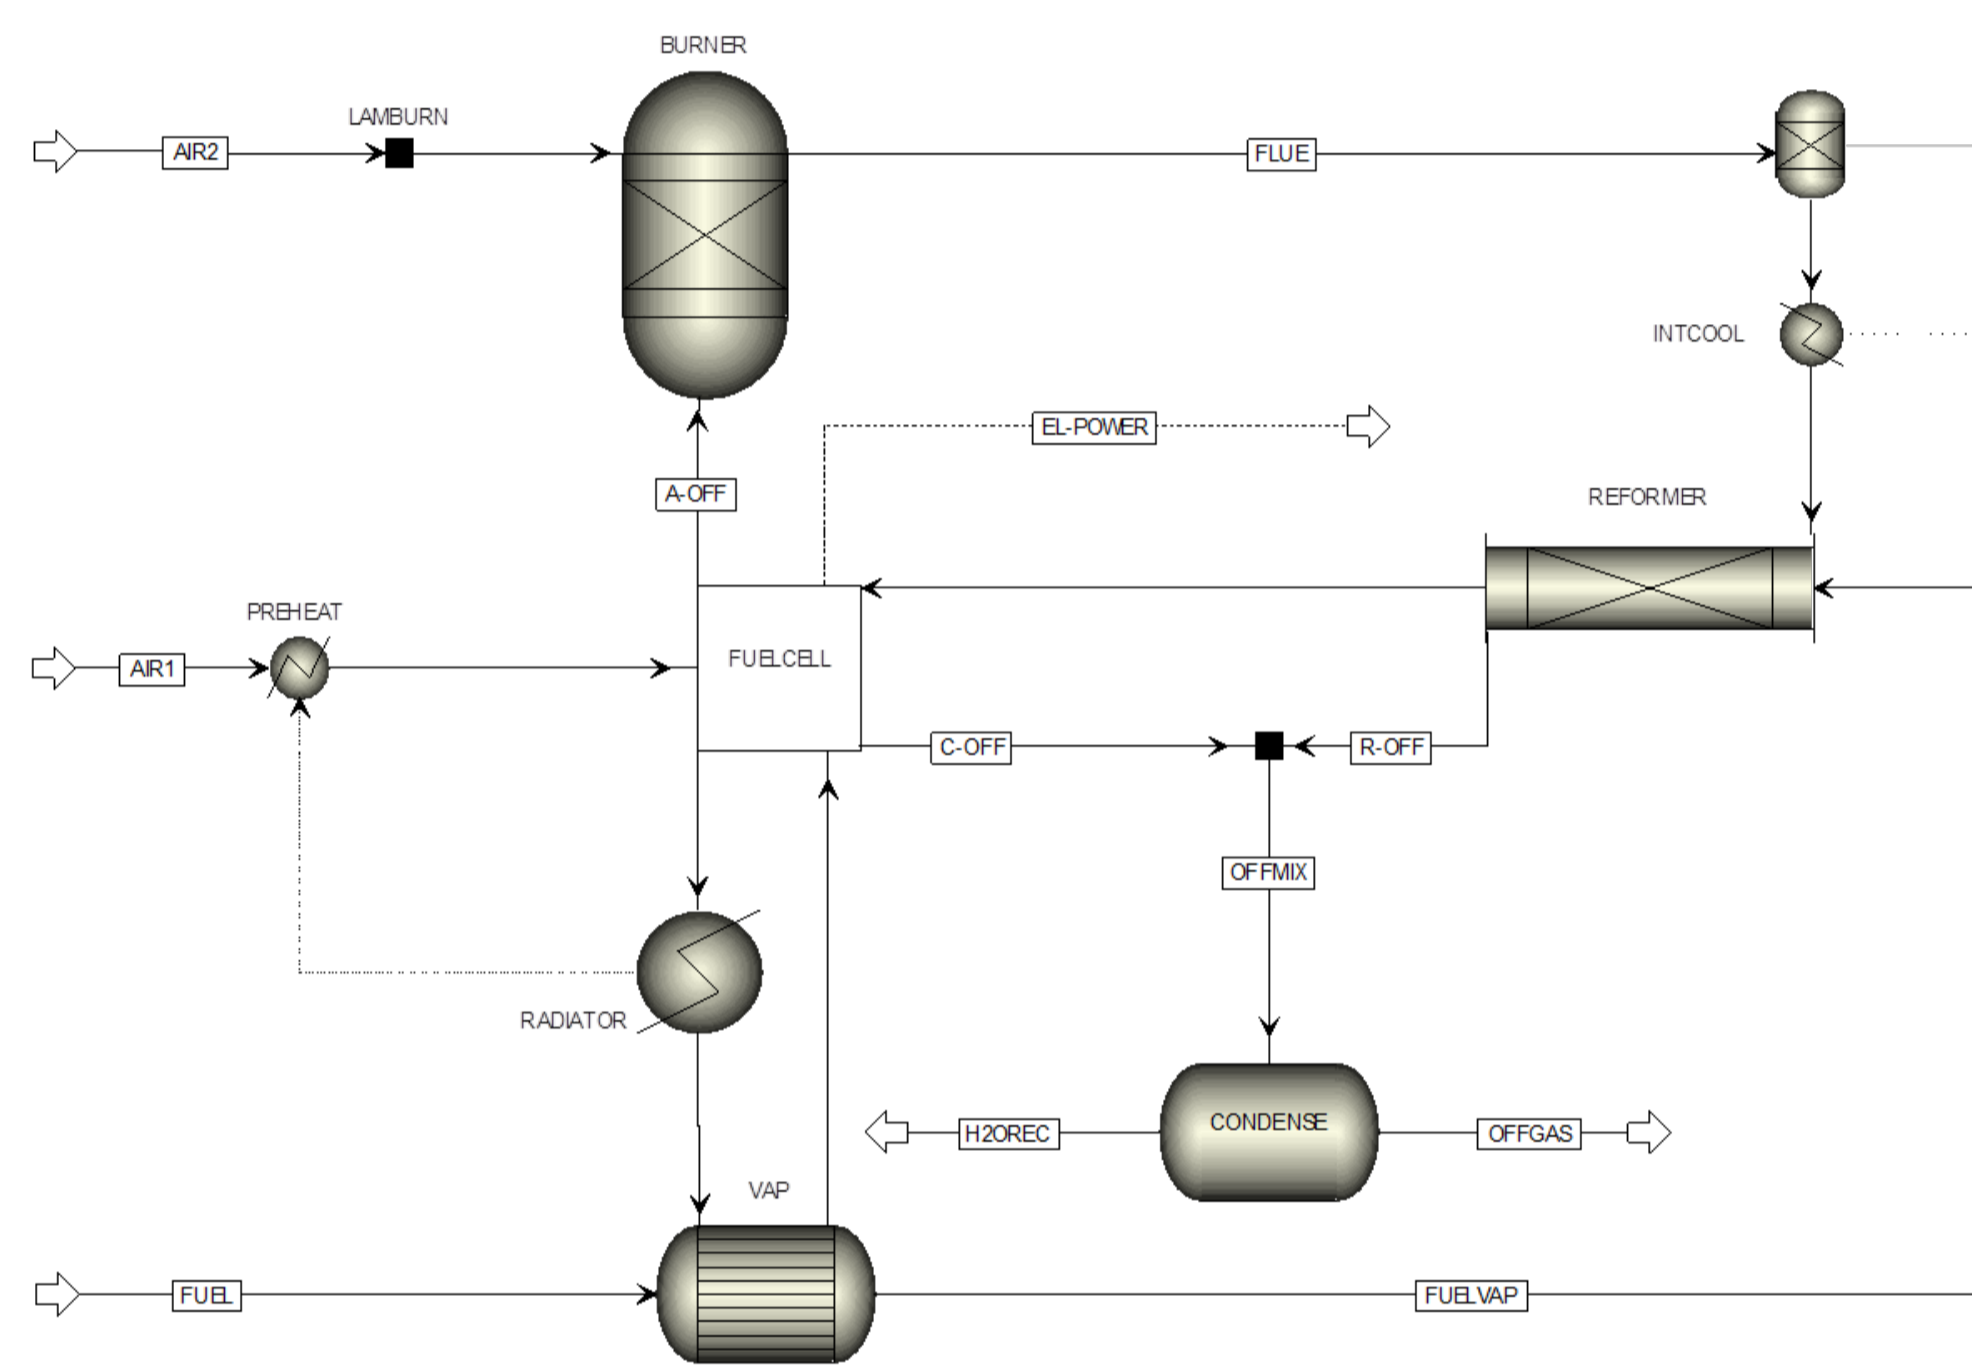 BURNER
LAMBURN
AIR2
FLUE
INTCOOL
EL-POWER
A-OFF
REFORMER
PREHEAT
FUELCELL
AIR1
C-OFF
R-OFF
OFFMIX
RADIATOR
CONDENSE
H2OREC
OFFGAS
VAP
FUEL
FUELVAP